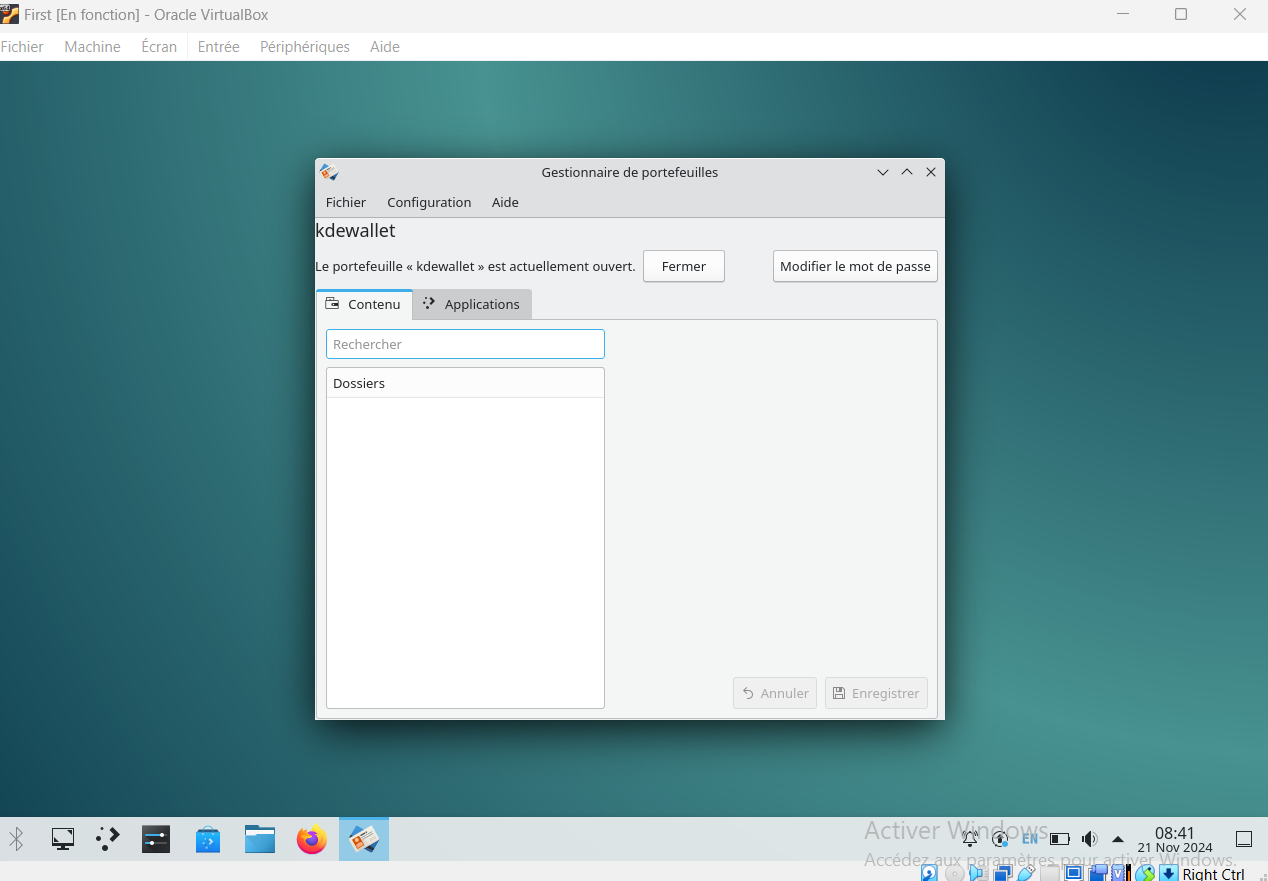 First [En fonction] - Oracle VirtualBox
Fichier Machine Écran Entrée Périphériques Aide
Gestionnaire de portefeuilles
Fichier Configuration Aide
kdewallet
Le portefeuille « kdewallet » est actuellement ouvert. Fermer Modifier le mot de passe
Contenu Applications
Rechercher
Dossiers
Annuler Enregistrer
Activer Windows
EN 08:41
21 Nov 2024
Accédez aux paramètres pour activer Windows.
Right Ctrl